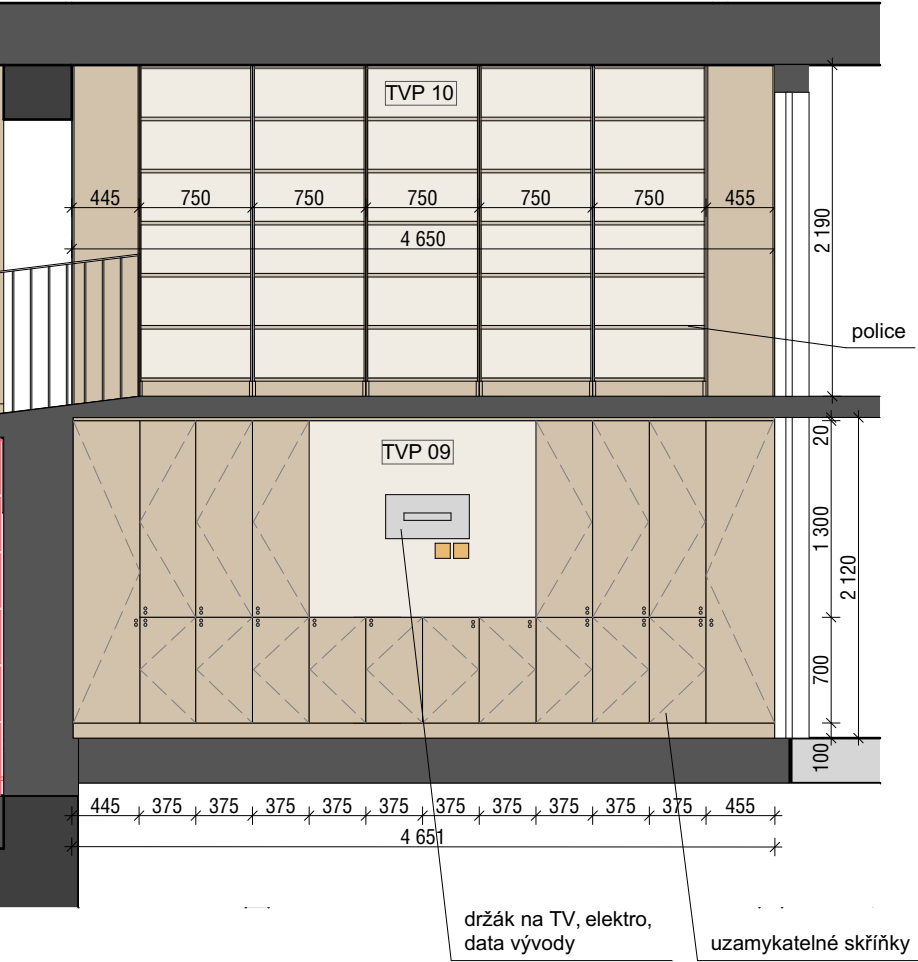 TVP 10
445 750 750 750 750 750 455
4 650
2 190
police
TVP 09
20
1 300
2 120
700
100
445 375 375 375 375 375 375 375 375 375 375 455
4 651
držák na TV, elektro,
data vývody
uzamykatelné skříňky